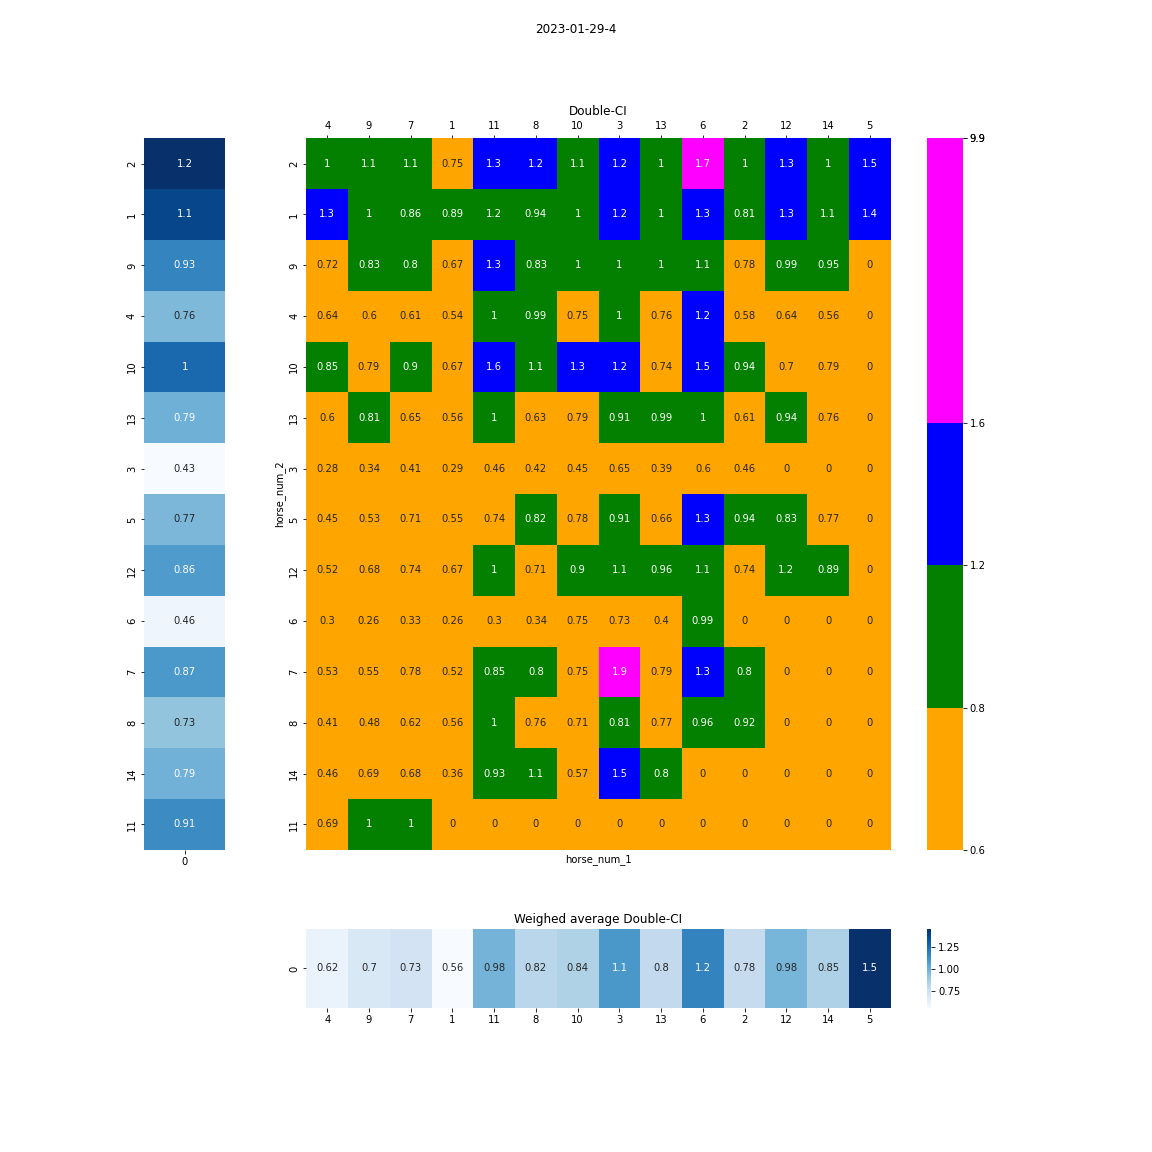 2023-01-29-4
Double-CI
4 9 7 1 11 8 10 3 13 6 2 12 14 5
2 1.2 2 1 1.1 1.1 0.75 1.3 1.2 1.1 1.2 1 1.7 1 1.3 1 1.5 9.9
1 1.1 1 1.3 1 0.86 0.89 1.2 0.94 1 1.2 1 1.3 0.81 1.3 1.1 1.4
9 0.93 9 0.72 0.83 0.8 0.67 1.3 0.83 1 1 1 1.1 0.78 0.99 0.95 0
4 0.76 4 0.64 0.6 0.61 0.54 1 0.99 0.75 1 0.76 1.2 0.58 0.64 0.56 0
10 1 10 0.85 0.79 0.9 0.67 1.6 1.1 1.3 1.2 0.74 1.5 0.94 0.7 0.79 0
13 0.79 13 0.6 0.81 0.65 0.56 1 0.63 0.79 0.91 0.99 1 0.61 0.94 0.76 0
1.6
3 0.43 3 0.28 0.34 0.41 0.29 0.46 0.42 0.45 0.65 0.39 0.6 0.46 0 0 0
horse_num_2
5 0.77 5 0.45 0.53 0.71 0.55 0.74 0.82 0.78 0.91 0.66 1.3 0.94 0.83 0.77 0
12 0.86 12 0.52 0.68 0.74 0.67 1 0.71 0.9 1.1 0.96 1.1 0.74 1.2 0.89 0 1.2
6 0.46 6 0.3 0.26 0.33 0.26 0.3 0.34 0.75 0.73 0.4 0.99 0 0 0 0
7 0.87 7 0.53 0.55 0.78 0.52 0.85 0.8 0.75 1.9 0.79 1.3 0.8 0 0 0
0.8
8 0.73 8 0.41 0.48 0.62 0.56 1 0.76 0.71 0.81 0.77 0.96 0.92 0 0 0
14 0.79 14 0.46 0.69 0.68 0.36 0.93 1.1 0.57 1.5 0.8 0 0 0 0 0
11 0.91 11 0.69 1 1 0 0 0 0 0 0 0 0 0 0 0
0.6
0
horse_num_1
Weighed average Double-CI
0 0.62 0.7 0.73 0.56 0.98 0.82 0.84 1.1 0.8 1.2 0.78 0.98 0.85 1.5
1.25
1.00
0.75
4 9 7 1 11 8 10 3 13 6 2 12 14 5